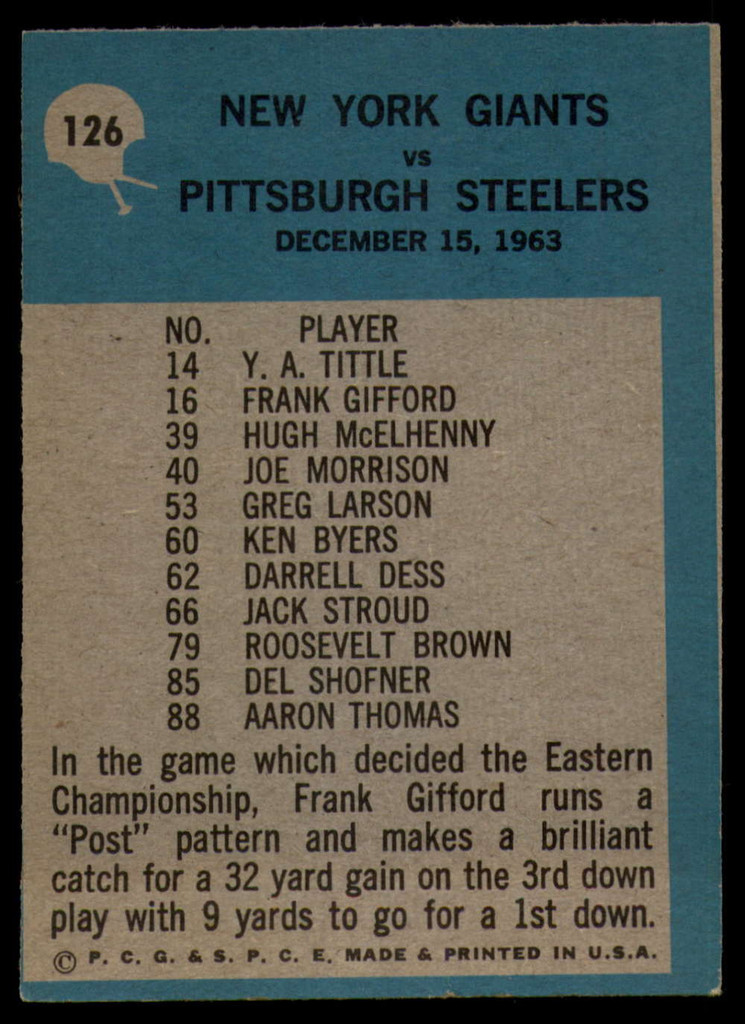 126
NEW YORK GIANTS
VS
PITTSBURGH STEELERS
DECEMBER 15, 1963
NO. PLAYER
14 Y. A. TITTLE
16 FRANK GIFFORD
39 HUGH McELHENNY
40 JOE MORRISON
53 GREG LARSON
60 KEN BYERS
62 DARRELL DESS
66 JACK STROUD
79 ROOSEVELT BROWN
85 DEL SHOFNER
88 AARON THOMAS
In the game which decided the Eastern
Championship, Frank Gifford runs a
"Post" pattern and makes a brilliant
catch for a 32 yard gain on the 3rd down
play with 9 yards to go for a 1st down.
© P. C. G. & S. P. C. E. MADE & PRINTED IN U.S.A.